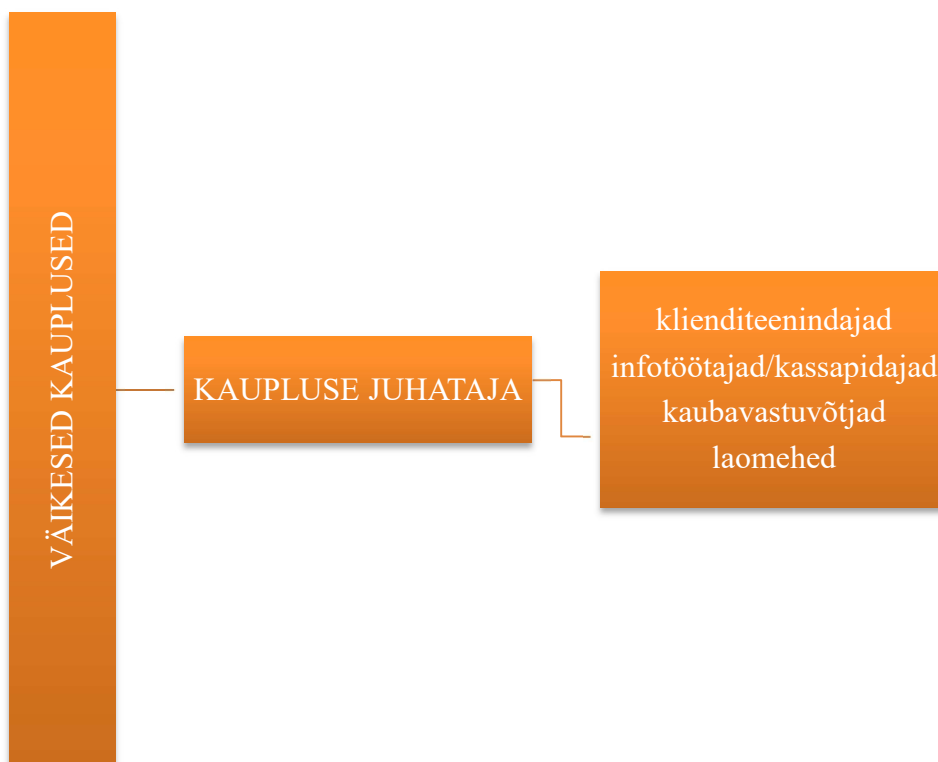 VÄIKESED KAUPLUSED
KAUPLUSE JUHATAJA
klienditeenindajad
infotöötajad/kassapidajad
kaubavastuvõtjad
laomehed